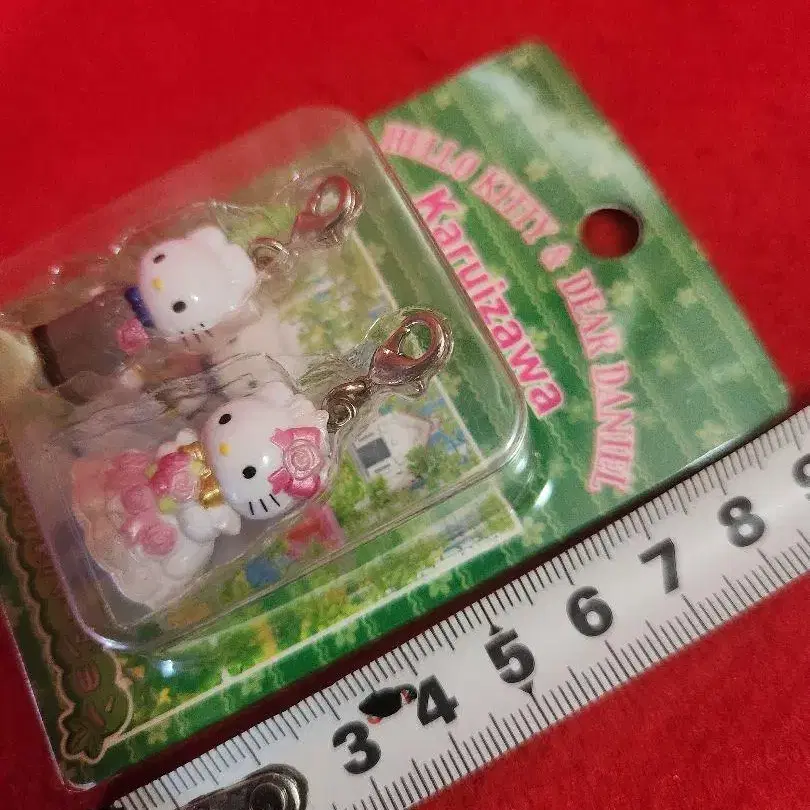 HELLO KITTY & DEAR DANIEL
Karuizawa
3 4 5 6 7 8 9